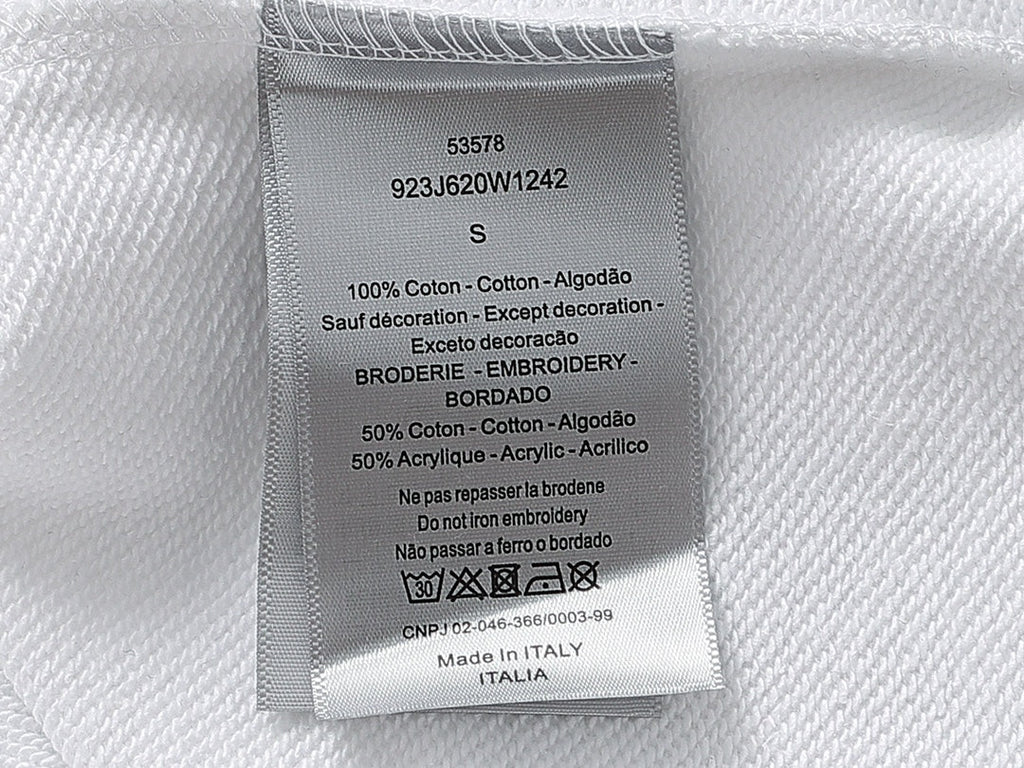 53578
923J620W1242
S
100% Coton - Cotton - Algodão
Sauf décoration - Except decoration -
Exceto decoracão
BRODERIE - EMBROIDERY -
BORDADO
50% Coton - Cotton - Algodão
50% Acrylique - Acrylic - Acrilico
Ne pas repasser la brodene
Do not iron embroidery
Não passar a ferro o bordado
30
CNPJ 02-046-366/0003-99
Made In ITALY
ITALIA